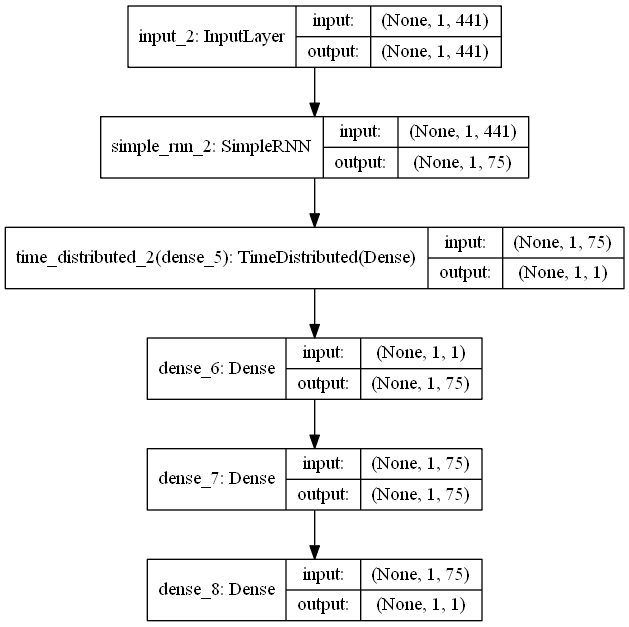 input_2: InputLayer
input: (None, 1, 441)
output: (None, 1, 441)
simple_rnn_2: SimpleRNN
input: (None, 1, 441)
output: (None, 1, 75)
time_distributed_2(dense_5): TimeDistributed(Dense)
input: (None, 1, 75)
output: (None, 1, 1)
dense_6: Dense
input: (None, 1, 1)
output: (None, 1, 75)
dense_7: Dense
input: (None, 1, 75)
output: (None, 1, 75)
dense_8: Dense
input: (None, 1, 75)
output: (None, 1, 1)